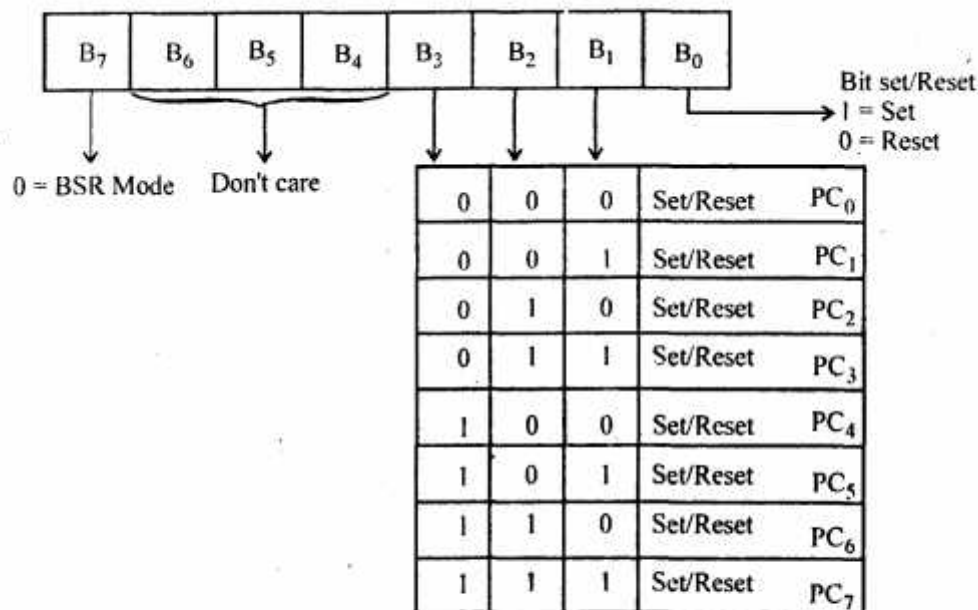 B₇ B₆ B₅ B₄ B₃ B₂ B₁ B₀
Bit set/Reset
1 = Set
0 = Reset
0 = BSR Mode Don't care
0 0 0 Set/Reset PC₀
0 0 1 Set/Reset PC₁
0 1 0 Set/Reset PC₂
0 1 1 Set/Reset PC₃
1 0 0 Set/Reset PC₄
1 0 1 Set/Reset PC₅
1 1 0 Set/Reset PC₆
1 1 1 Set/Reset PC₇